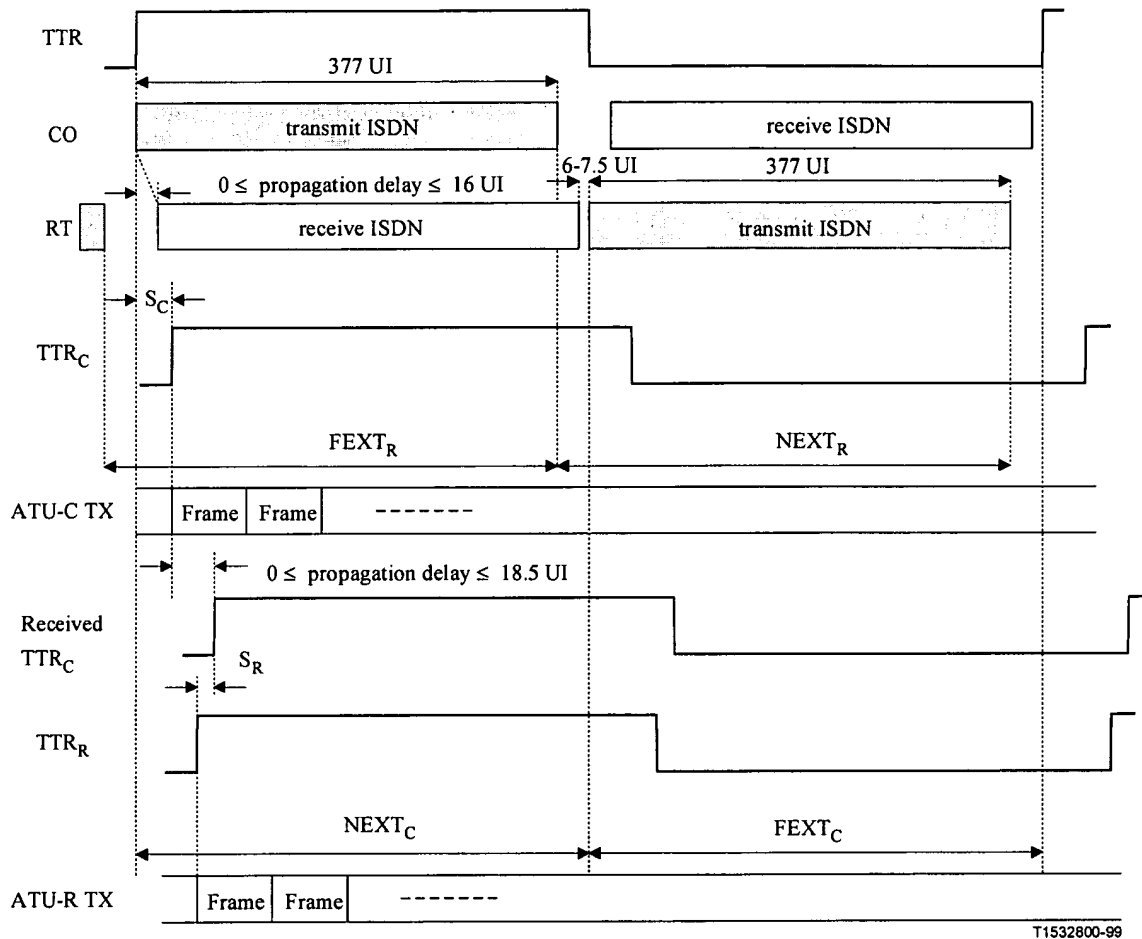 TTR
377 UI
CO
transmit ISDN
receive ISDN
6-7.5 UI
377 UI
0 ≤ propagation delay ≤ 16 UI
RT
receive ISDN
transmit ISDN
S_C
TTR_C
FEXT_R
NEXT_R
ATU-C TX
Frame
Frame
0 ≤ propagation delay ≤ 18.5 UI
Received
TTR_C
S_R
TTR_R
NEXT_C
FEXT_C
ATU-R TX
Frame
Frame
T1532800-99